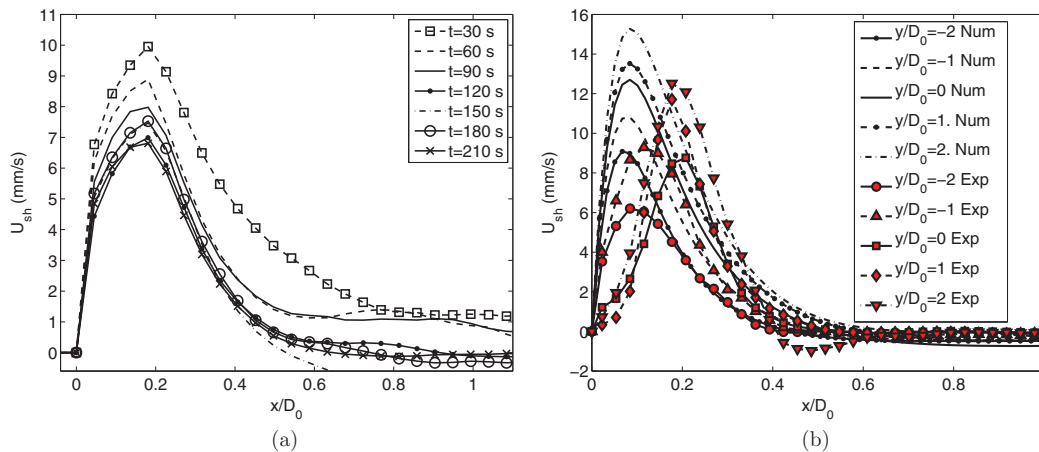 11
10
9
8
7
6
5
4
3
2
1
0
U_sh (mm/s)
0 0.2 0.4 0.6 0.8 1
x/D_0
t=30 s
t=60 s
t=90 s
t=120 s
t=150 s
t=180 s
t=210 s
(a)
16
14
12
10
8
6
4
2
0
−2
U_sh (mm/s)
0 0.2 0.4 0.6 0.8
x/D_0
y/D_0=−2 Num
y/D_0=−1 Num
y/D_0=0 Num
y/D_0=1. Num
y/D_0=2. Num
y/D_0=−2 Exp
y/D_0=−1 Exp
y/D_0=0 Exp
y/D_0=1 Exp
y/D_0=2 Exp
(b)